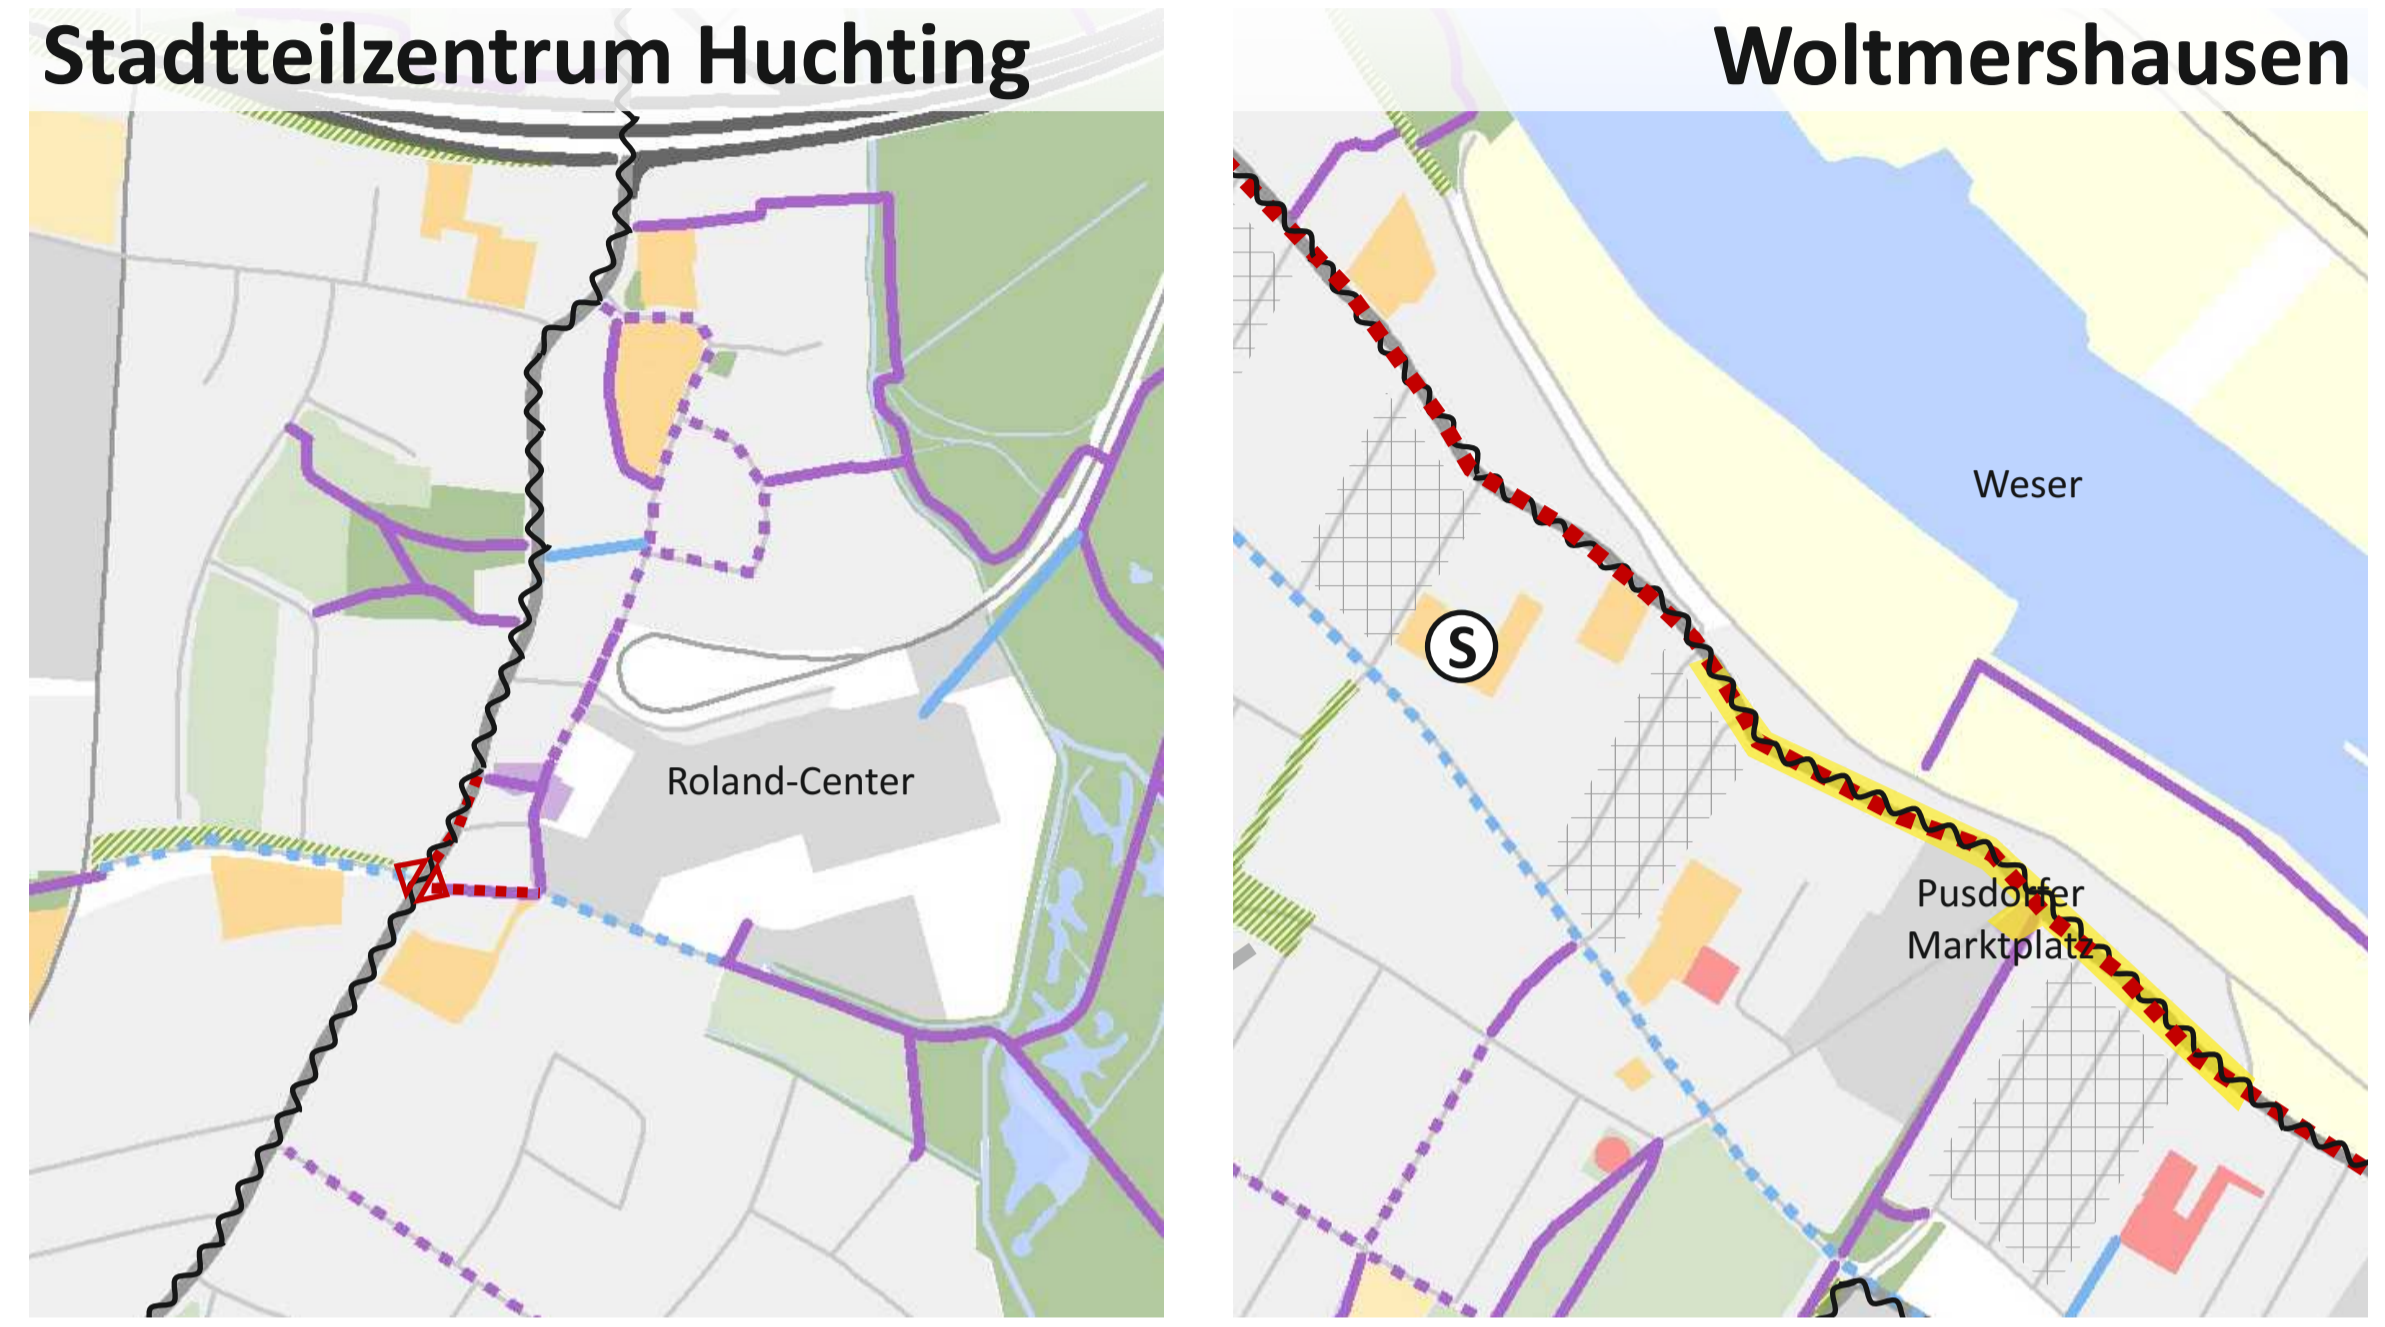 Stadtteilzentrum Huchting
Roland-Center
Woltmershausen
Weser
S
Pusdorfer
Marktplatz